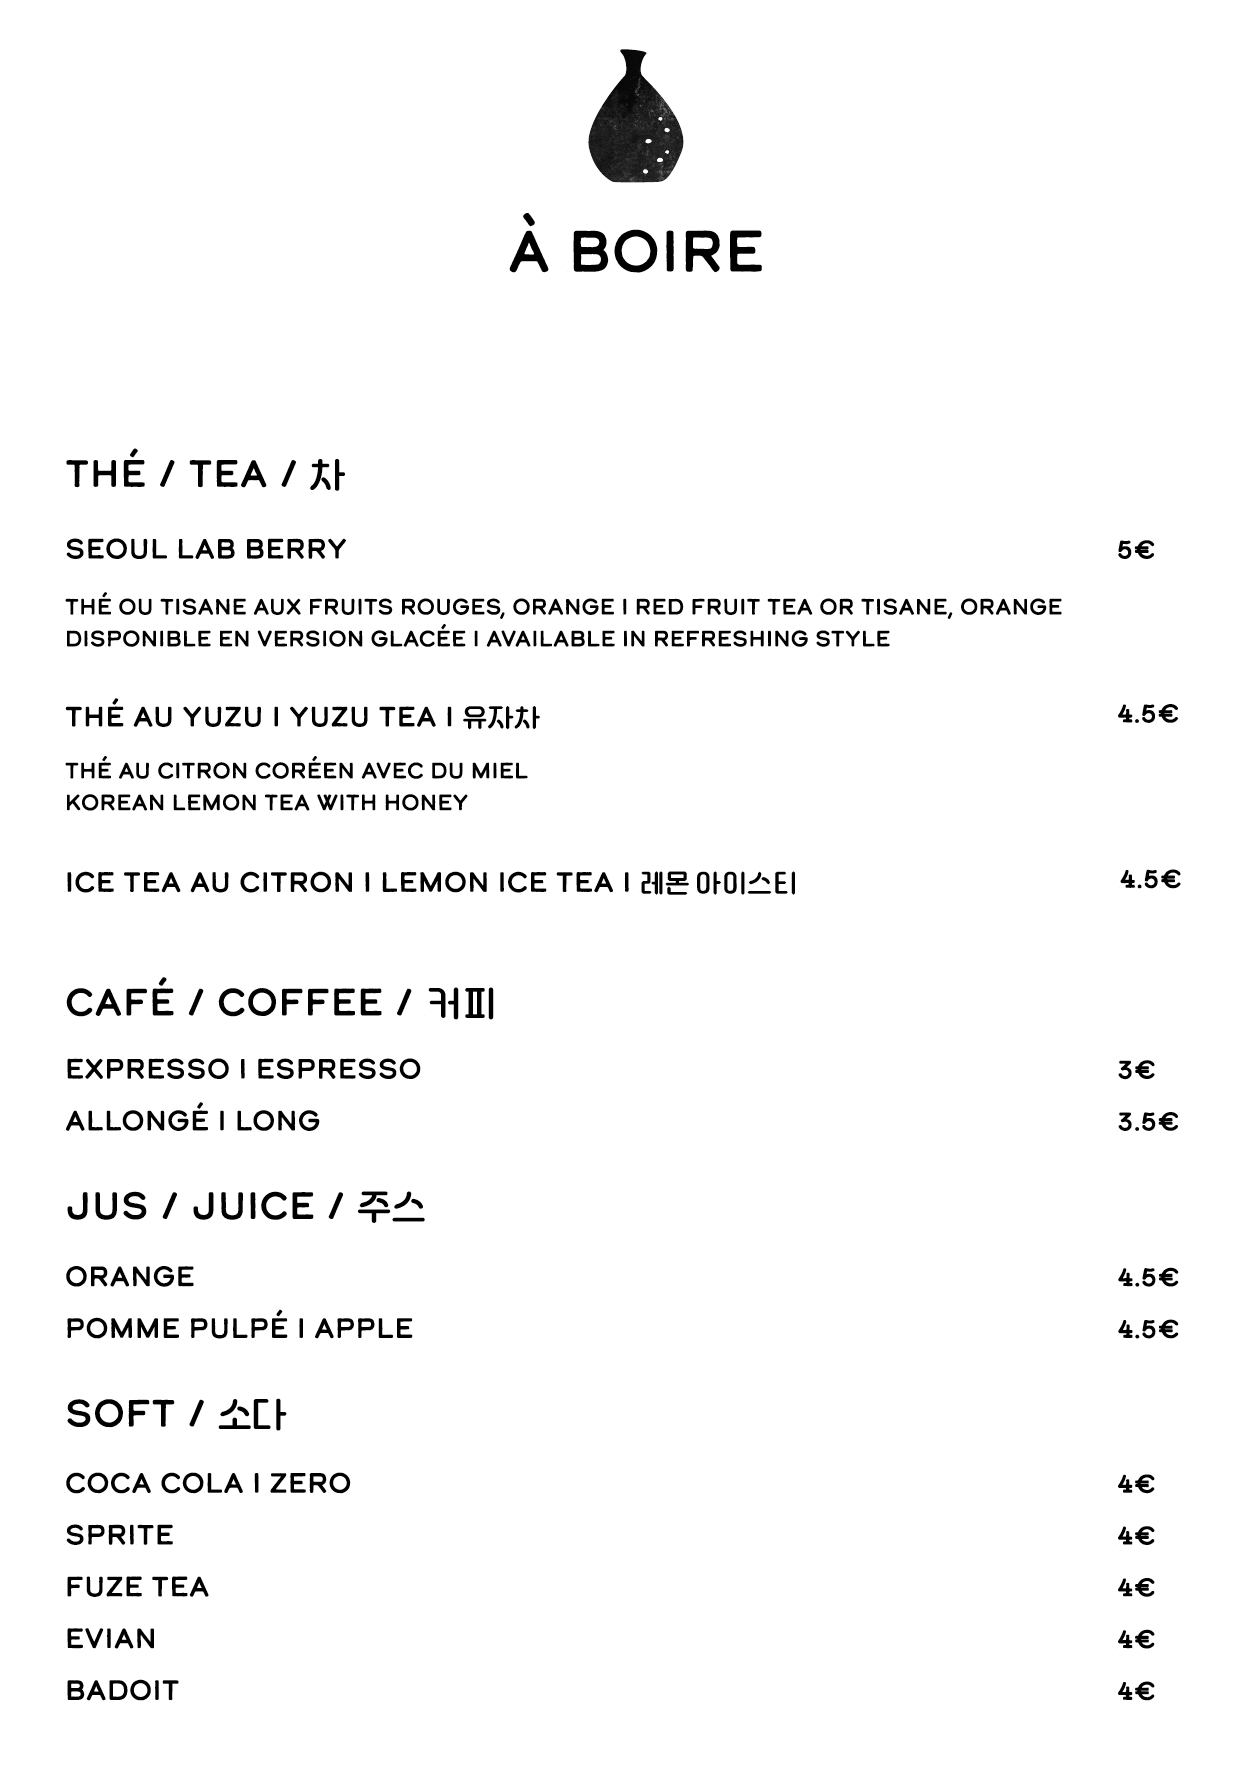 À BOIRE
THÉ / TEA / 차
SEOUL LAB BERRY 5€
THÉ OU TISANE AUX FRUITS ROUGES, ORANGE I RED FRUIT TEA OR TISANE, ORANGE
DISPONIBLE EN VERSION GLACÉE I AVAILABLE IN REFRESHING STYLE
THÉ AU YUZU I YUZU TEA I 유자차 4.5€
THÉ AU CITRON CORÉEN AVEC DU MIEL
KOREAN LEMON TEA WITH HONEY
ICE TEA AU CITRON I LEMON ICE TEA I 레몬 아이스티 4.5€
CAFÉ / COFFEE / 커피
EXPRESSO I ESPRESSO 3€
ALLONGÉ I LONG 3.5€
JUS / JUICE / 주스
ORANGE 4.5€
POMME PULPÉ I APPLE 4.5€
SOFT / 소다
COCA COLA I ZERO 4€
SPRITE 4€
FUZE TEA 4€
EVIAN 4€
BADOIT 4€